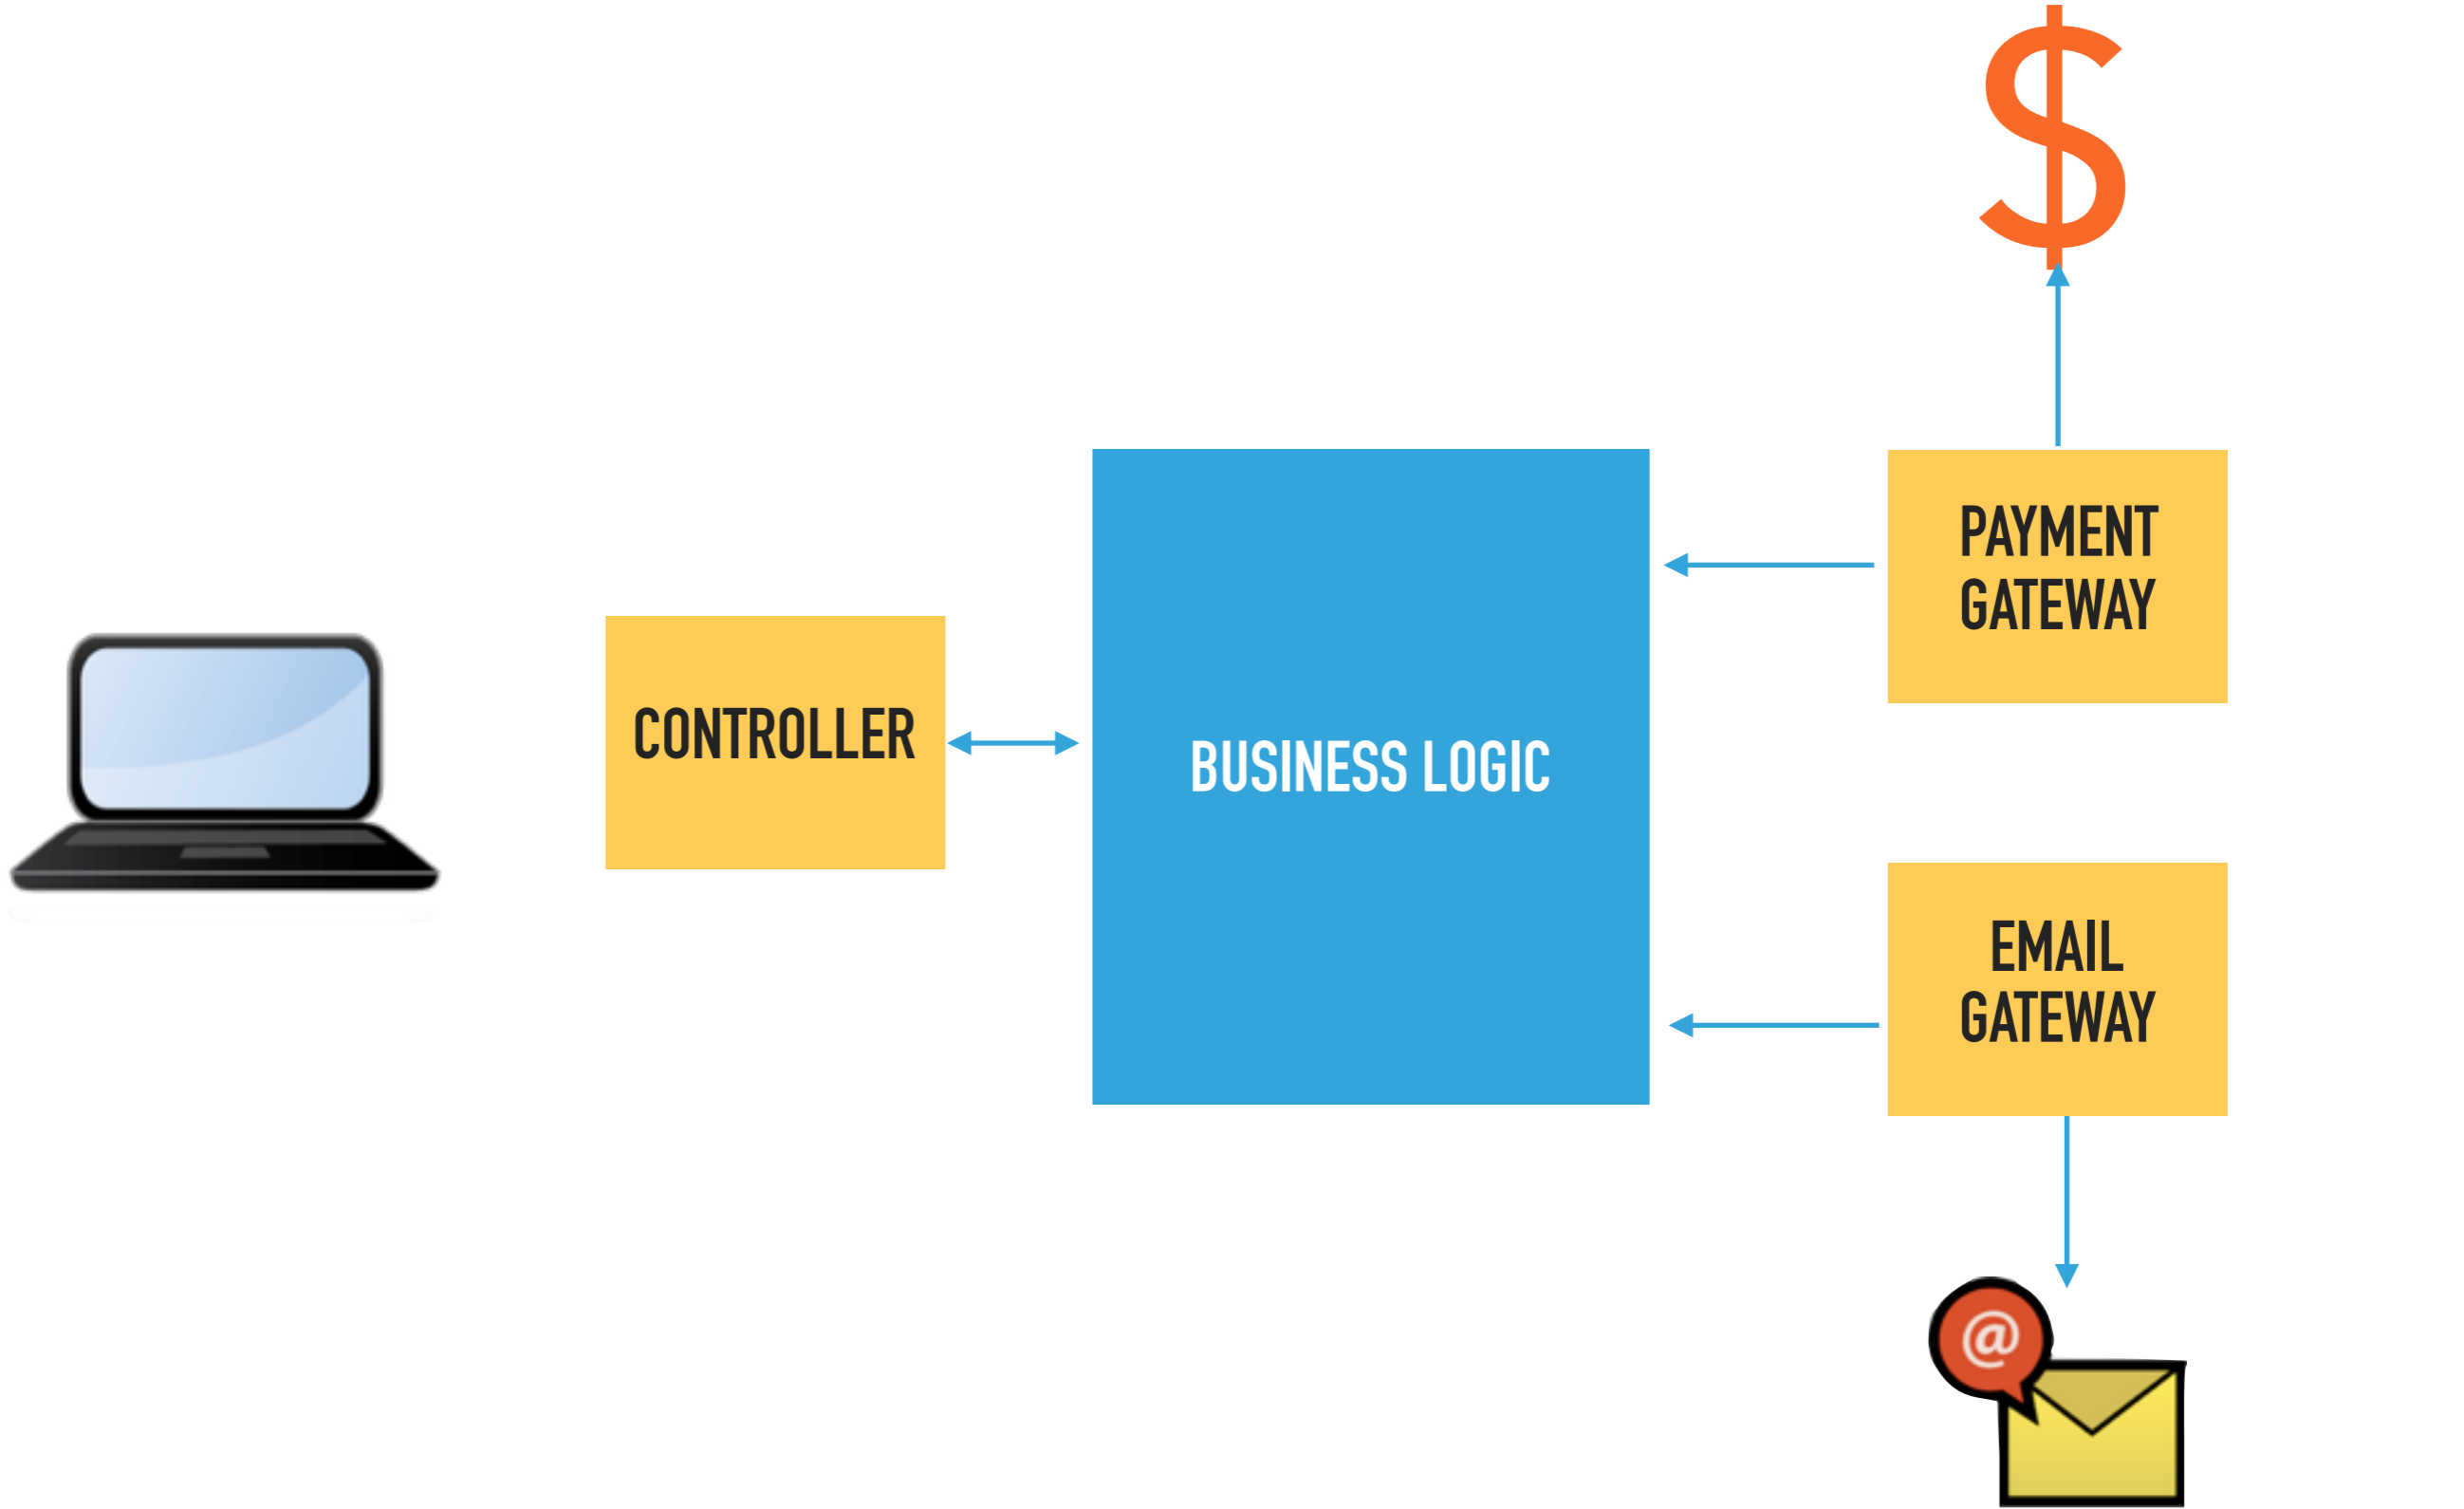 $
CONTROLLER
BUSINESS LOGIC
PAYMENT
GATEWAY
EMAIL
GATEWAY
@